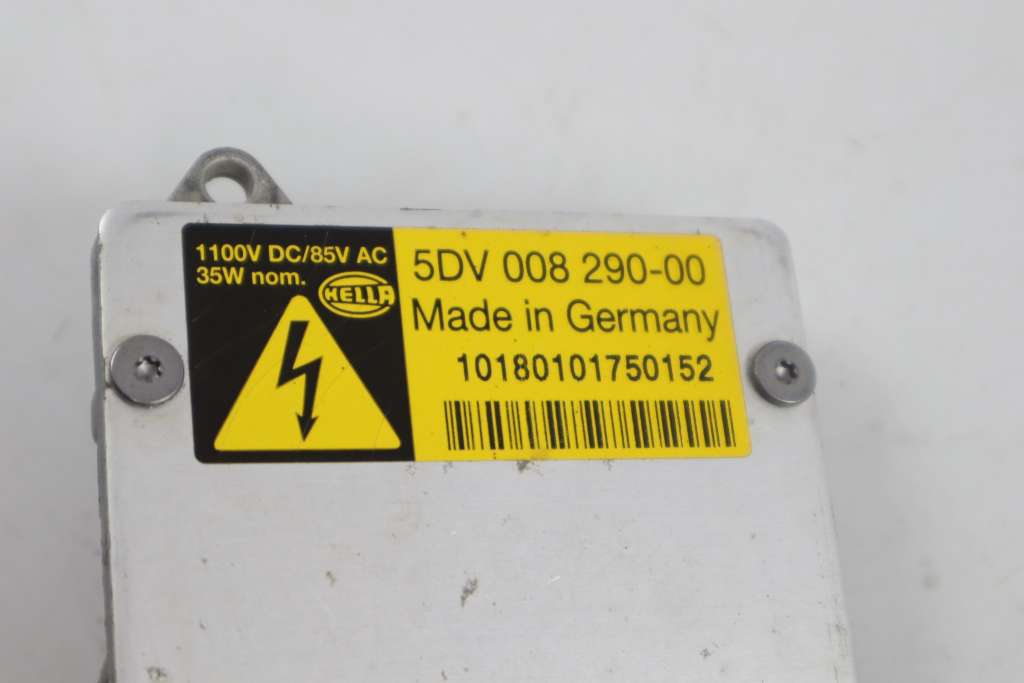 1100V DC/85V AC
35W nom.
HELLA
5DV 008 290-00
Made in Germany
10180101750152